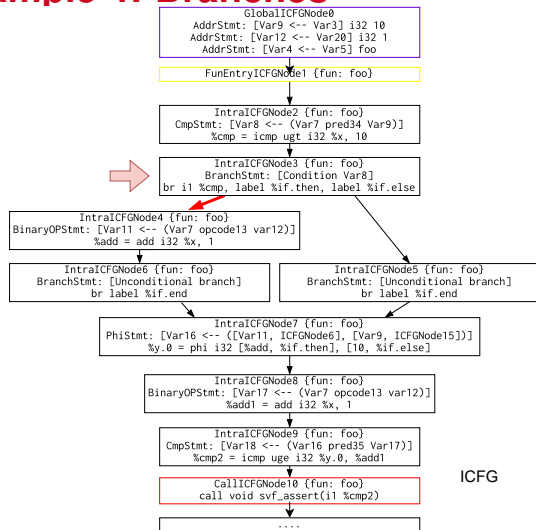 GlobalICFGNode0
AddrStmt: [Var9 <-- Var3] i32 10
AddrStmt: [Var12 <-- Var20] i32 1
AddrStmt: [Var4 <-- Var5] foo
FunEntryICFGNode1 {fun: foo}
IntraICFGNode2 {fun: foo}
CmpStmt: [Var8 <-- (Var7 pred34 Var9)]
%cmp = icmp ugt i32 %x, 10
IntraICFGNode3 {fun: foo}
BranchStmt: [Condition Var8]
br i1 %cmp, label %if.then, label %if.else
IntraICFGNode4 {fun: foo}
BinaryOPStmt: [Var11 <-- (Var7 opcode13 var12)]
%add = add i32 %x, 1
IntraICFGNode6 {fun: foo}
BranchStmt: [Unconditional branch]
br label %if.end
IntraICFGNode5 {fun: foo}
BranchStmt: [Unconditional branch]
br label %if.end
IntraICFGNode7 {fun: foo}
PhiStmt: [Var16 <-- ([Var11, ICFGNode6], [Var9, ICFGNode15])]
%y.0 = phi i32 [%add, %if.then], [10, %if.else]
IntraICFGNode8 {fun: foo}
BinaryOPStmt: [Var17 <-- (Var7 opcode13 var12)]
%add1 = add i32 %x, 1
IntraICFGNode9 {fun: foo}
CmpStmt: [Var18 <-- (Var16 pred35 Var17)]
%cmp2 = icmp uge i32 %y.0, %add1
ICFG
CallICFGNode10 {fun: foo}
call void svf_assert(i1 %cmp2)
....